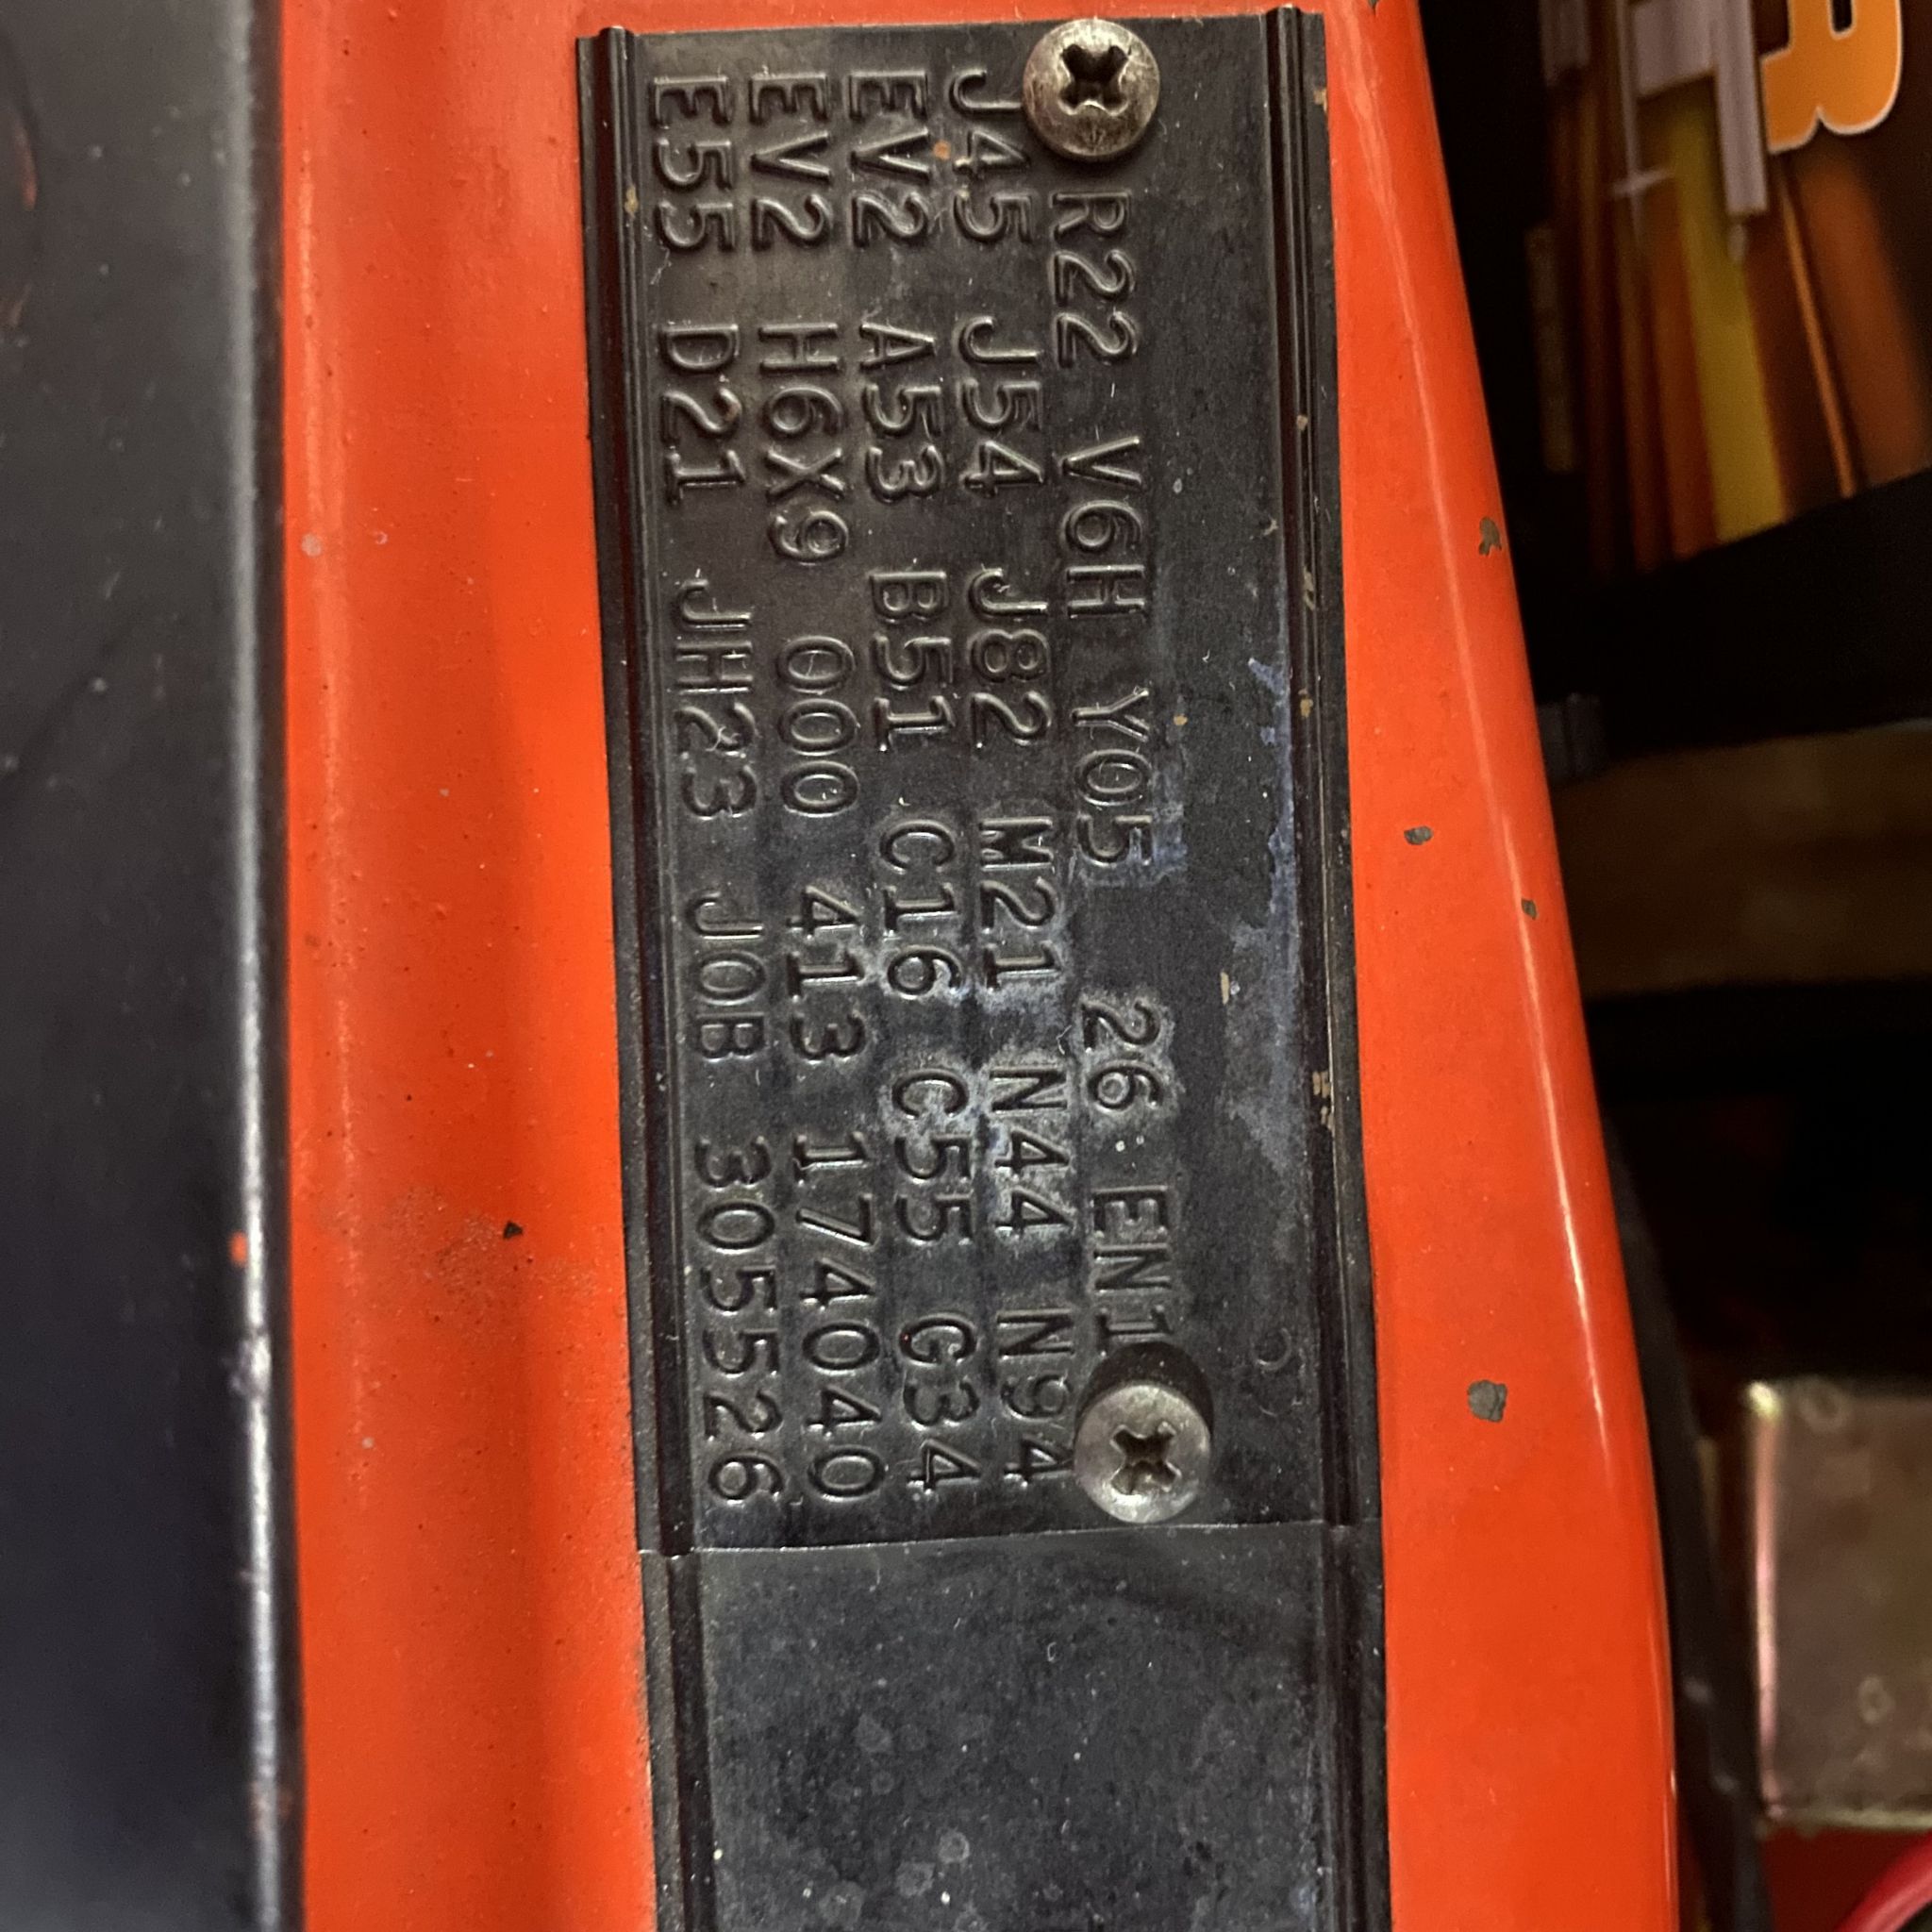 R22 V6H Y05 26 EN1
J45 J54 J82 M21 N44 N94
EV2 A53 B51 C16 C55 G34
EV2 H6X9 000 413 174040
E55 D21 JH23 J0B 305526